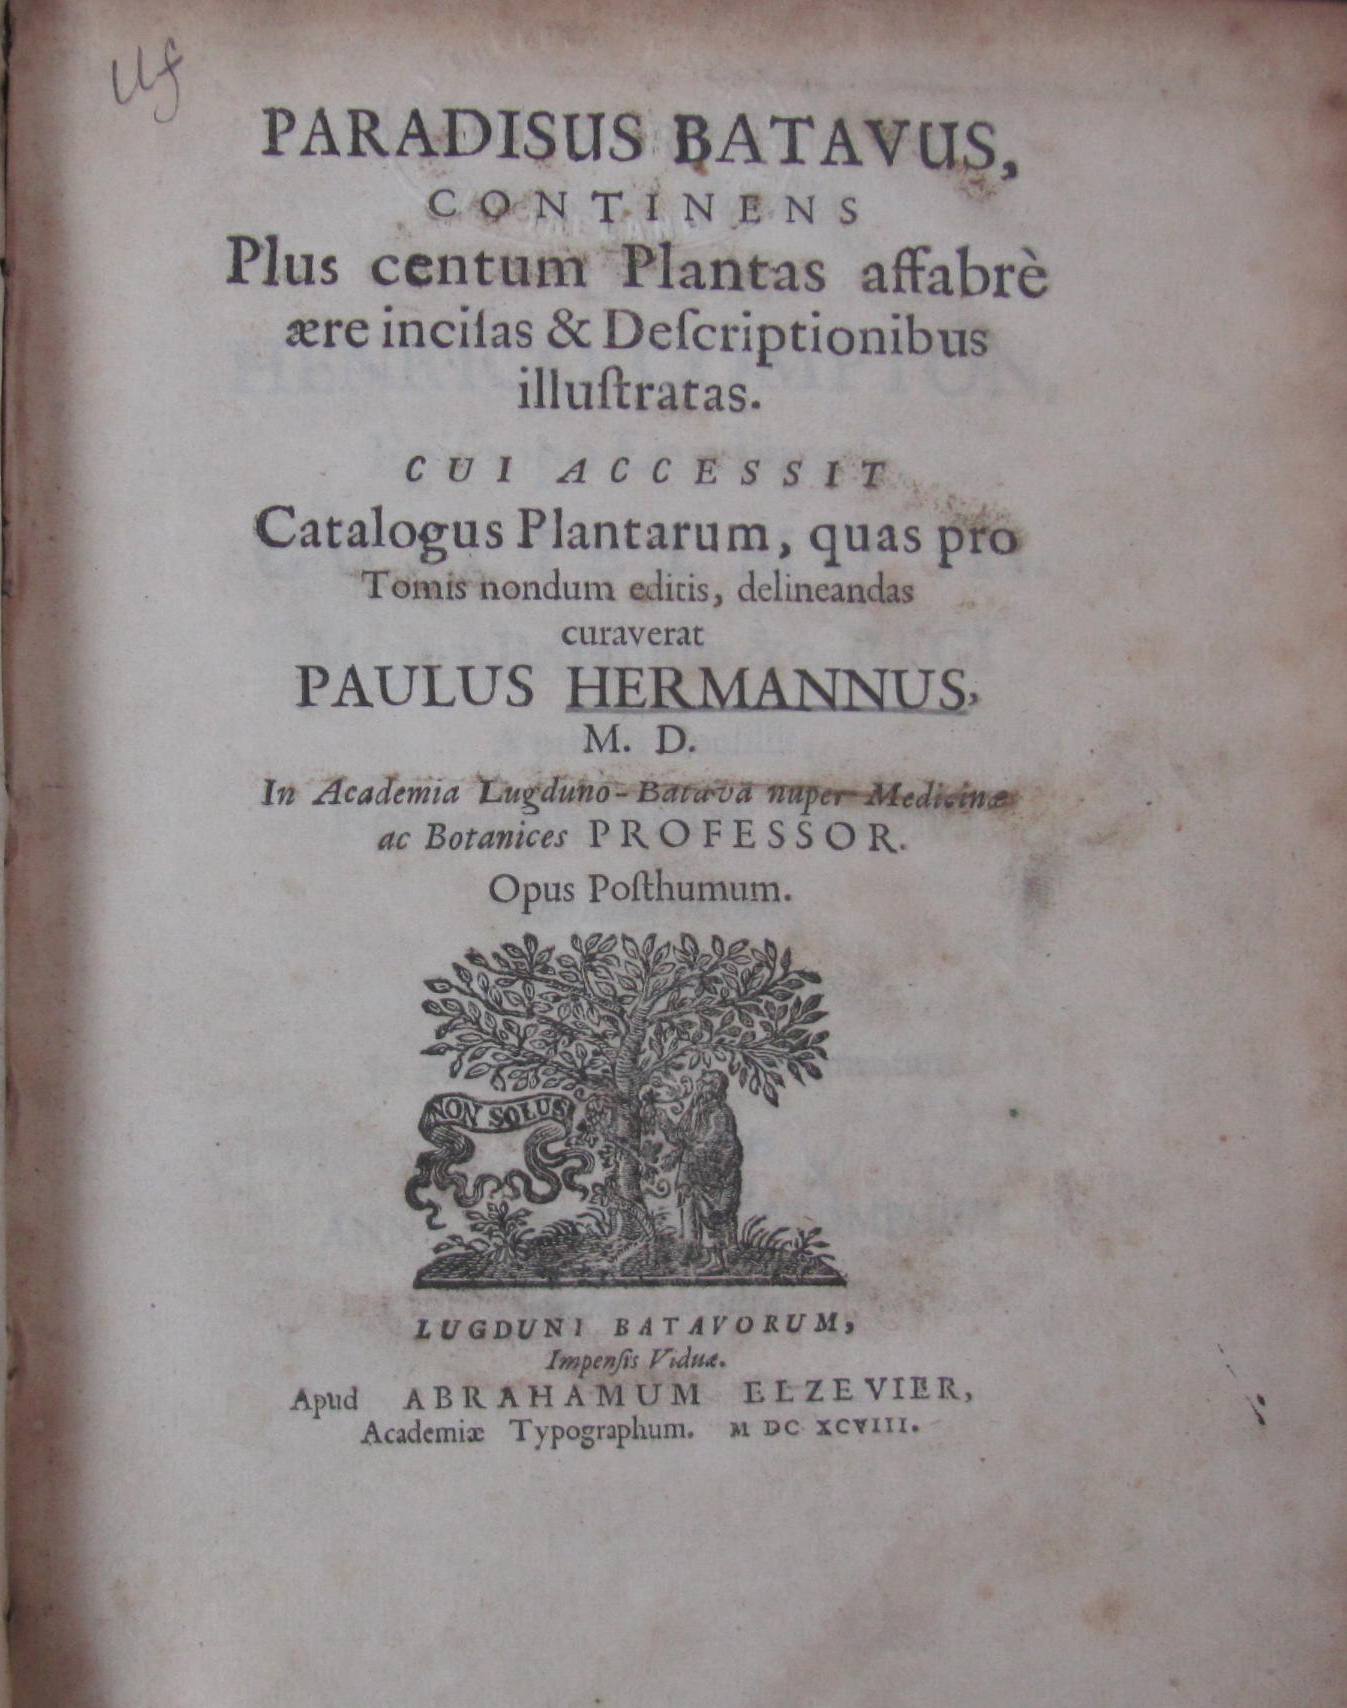 PARADISUS BATAVUS,
CONTINENS
Plus centum Plantas affabrè
ære inciſas & Deſcriptionibus
illuſtratas.
CUI ACCESSIT
Catalogus Plantarum, quas pro
Tomis nondum editis, delineandas
curaverat
PAULUS HERMANNUS,
M. D.
In Academia Lugduno-Batava nuper Medicinæ
ac Botanices PROFESSOR.
Opus Poſthumum.
NON SOLUS
LUGDUNI BATAVORUM,
Impenſis Viduæ.
Apud ABRAHAMUM ELZEVIER,
Academiæ Typographum. M DC XCVIII.